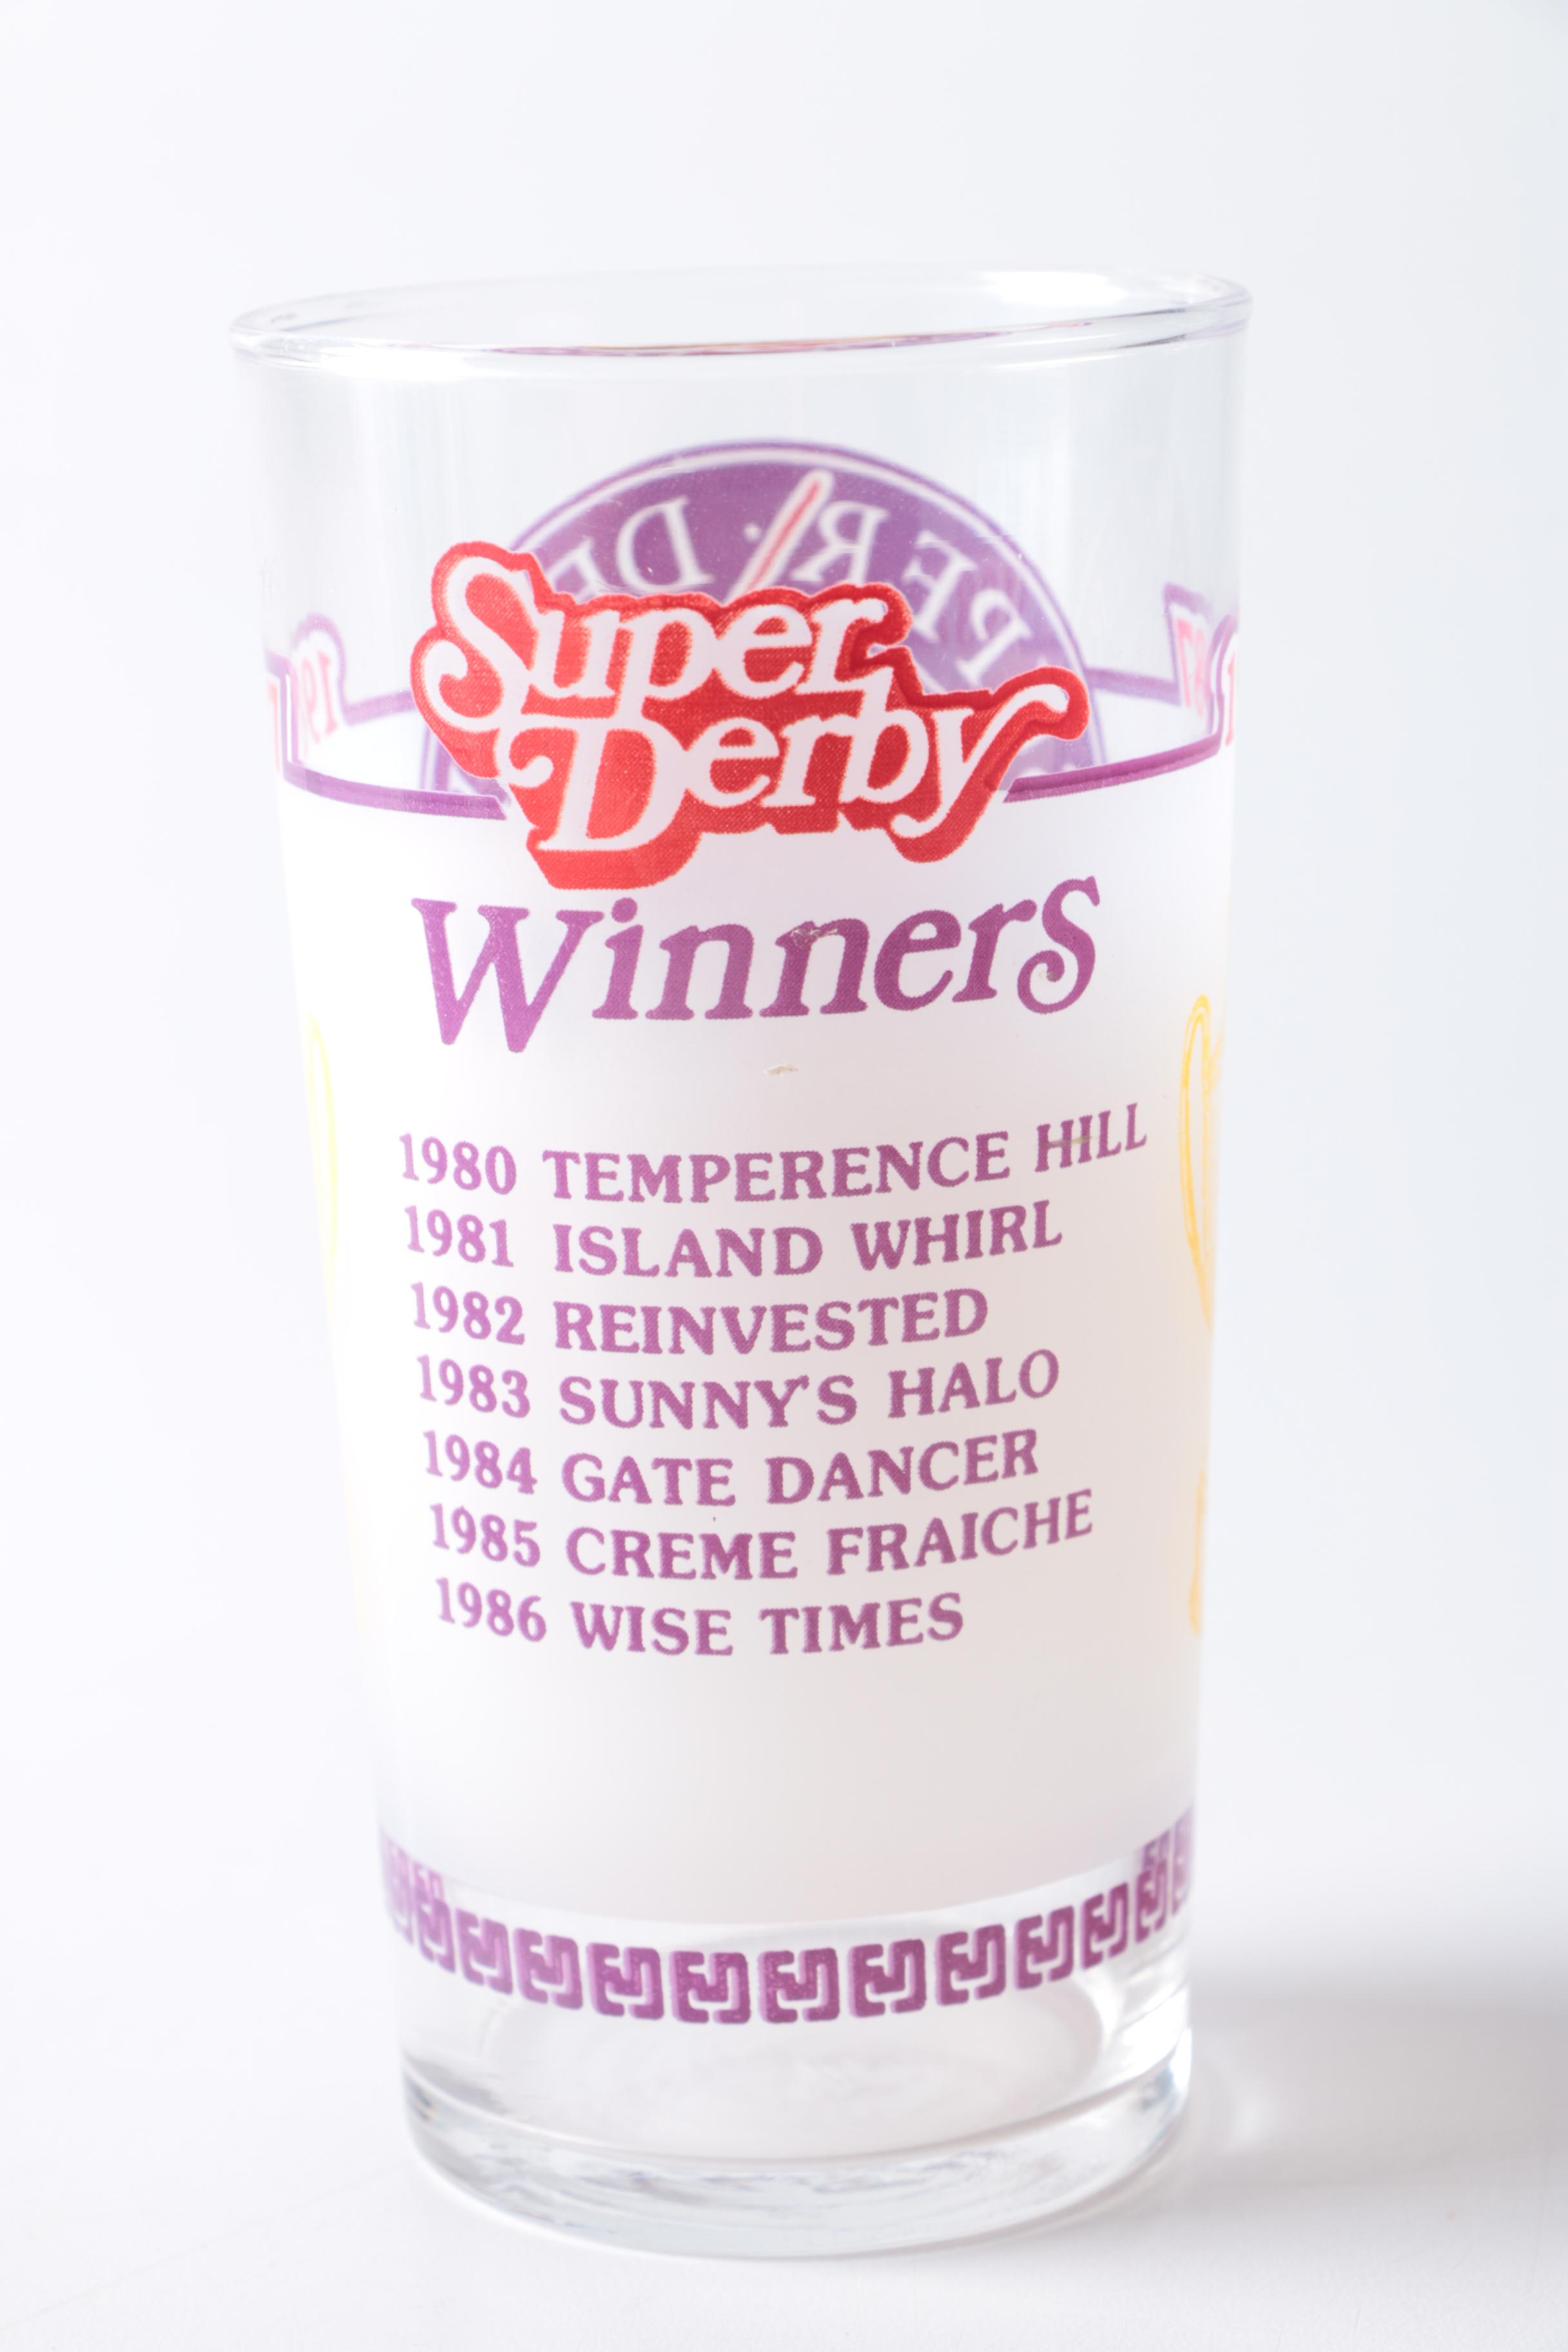 Super
Derby
Winners
1980 TEMPERENCE HILL
1981 ISLAND WHIRL
1982 REINVESTED
1983 SUNNY'S HALO
1984 GATE DANCER
1985 CREME FRAICHE
1986 WISE TIMES